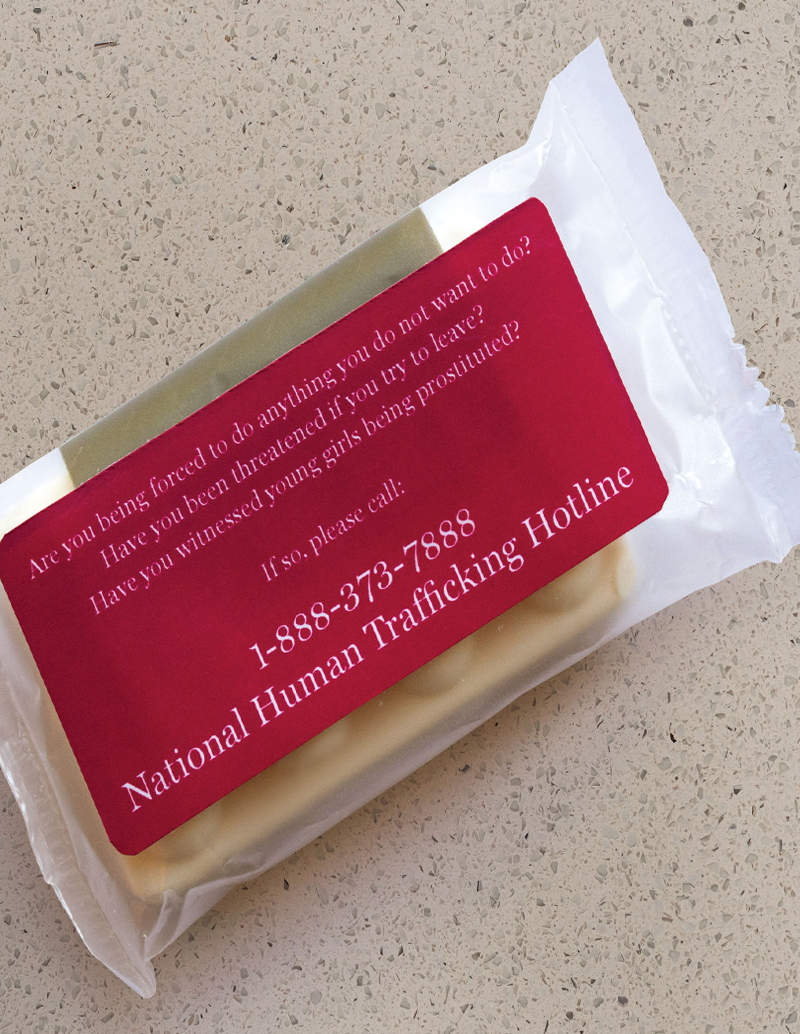 Are you being forced to do anything you do not want to do?
Have you been threatened if you try to leave?
Have you witnessed young girls being prostituted?
If so, please call:
1-888-373-7888
National Human Trafficking Hotline